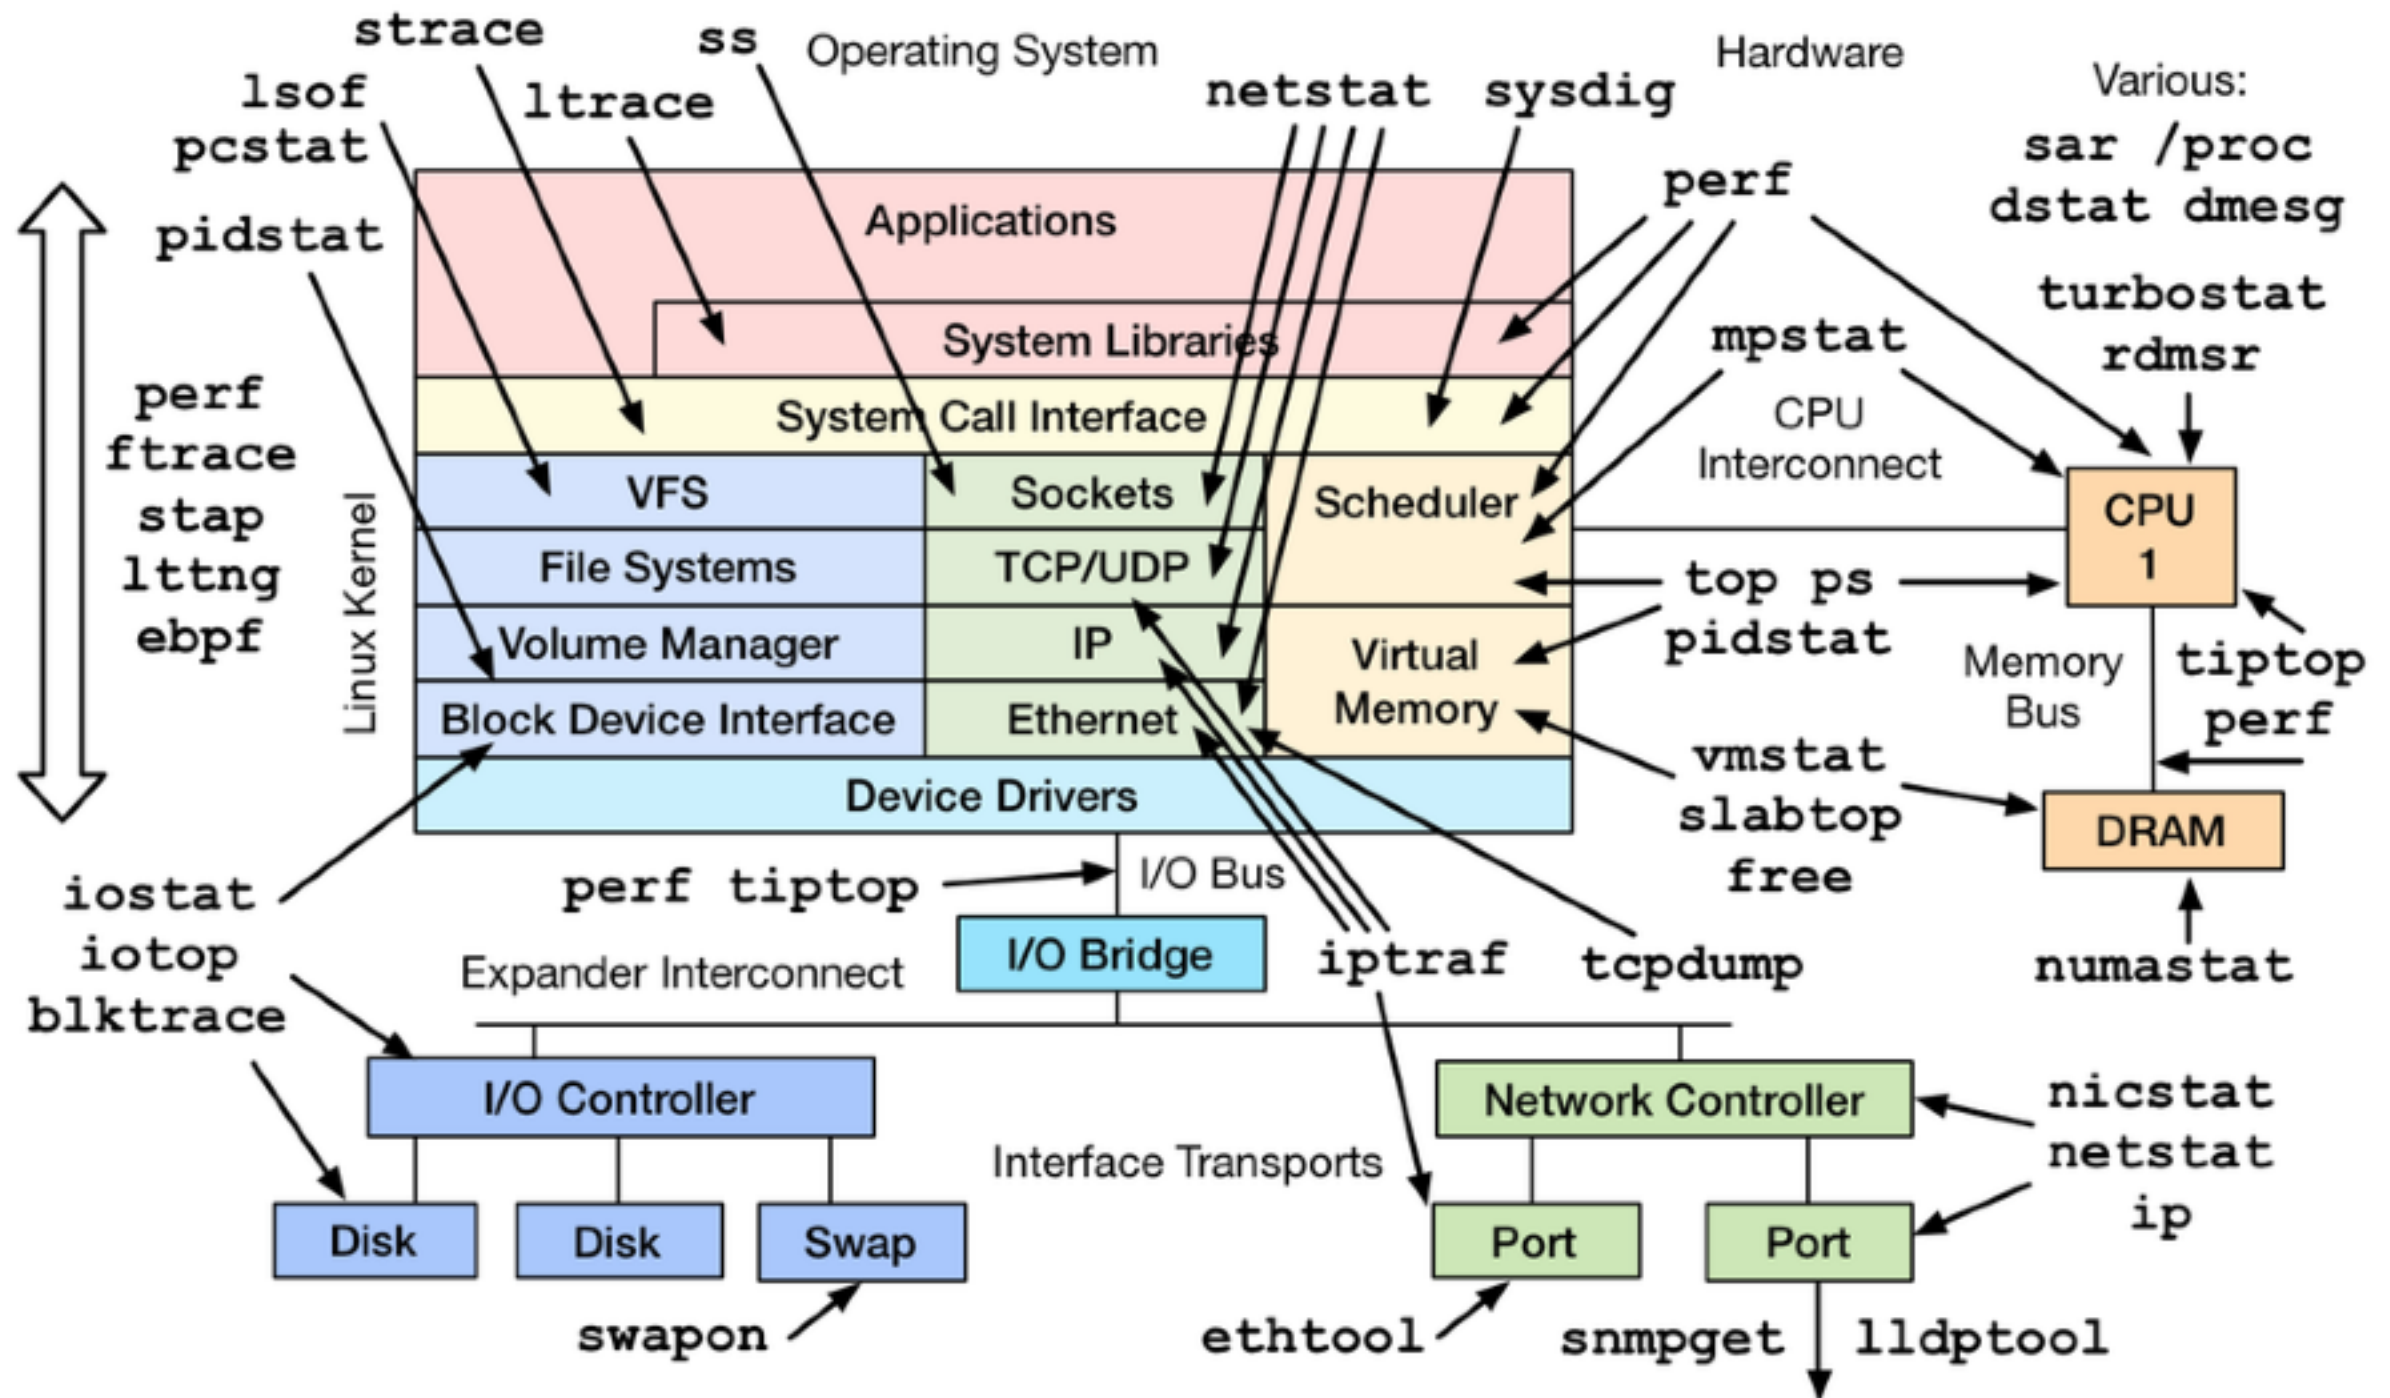 strace
ss
Operating System
Hardware
lsof
pcstat
ltrace
netstat
sysdig
Various:
sar /proc
dstat dmesg
perf
pidstat
Applications
turbostat
rdmsr
System Libraries
mpstat
perf
ftrace
stap
lttng
ebpf
Linux Kernel
System Call Interface
CPU
Interconnect
VFS
Sockets
Scheduler
CPU
1
File Systems
TCP/UDP
top ps
pidstat
Volume Manager
IP
Virtual
Memory
Memory
Bus
tiptop
perf
Block Device Interface
Ethernet
vmstat
slabtop
free
Device Drivers
DRAM
iostat
iotop
blktrace
perf tiptop
I/O Bus
I/O Bridge
Expander Interconnect
iptraf
tcpdump
numastat
I/O Controller
Network Controller
nicstat
netstat
ip
Interface Transports
Disk
Disk
Swap
Port
Port
swapon
ethtool
snmpget
lldptool